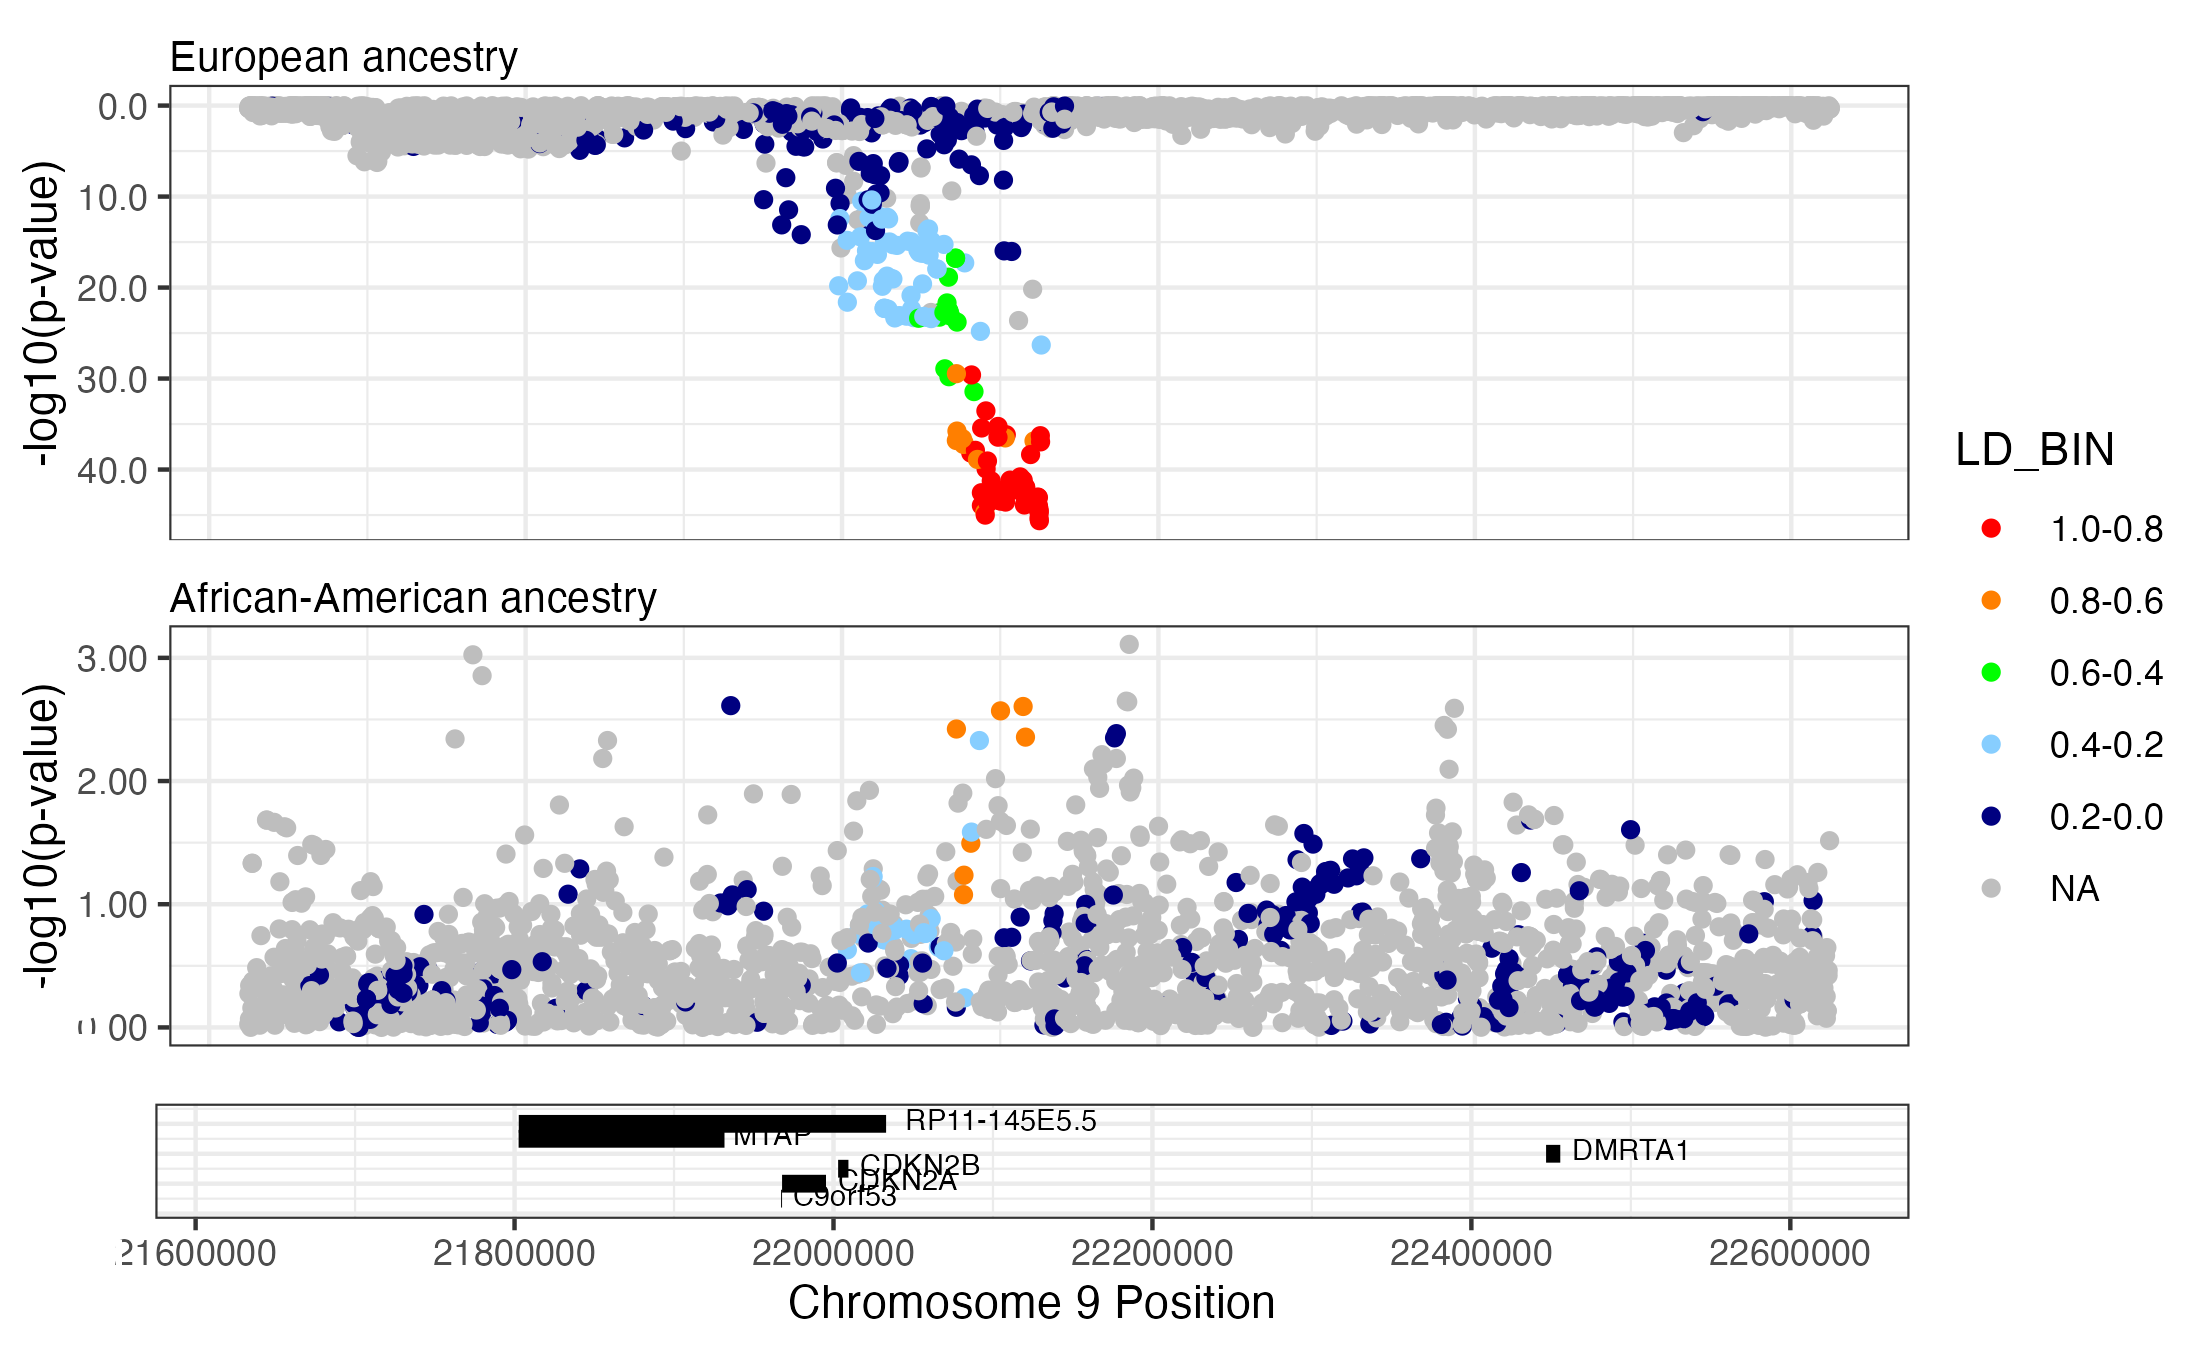 European ancestry
0.0
10.0
20.0
30.0
40.0
-log10(p-value)
African-American ancestry
3.00
2.00
1.00
-log10(p-value)
LD_BIN
1.0-0.8
0.8-0.6
0.6-0.4
0.4-0.2
0.2-0.0
NA
RP11-145E5.5
MTAP
DMRTA1
CDKN2B
CDKN2A
C9orf53
21600000 21800000 22000000 22200000 22400000 22600000
Chromosome 9 Position